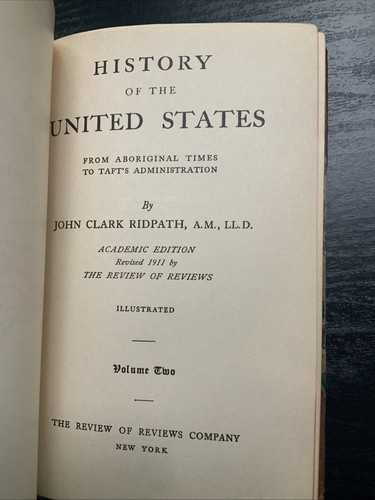 HISTORY
OF THE
UNITED STATES
FROM ABORIGINAL TIMES
TO TAFT'S ADMINISTRATION
By
JOHN CLARK RIDPATH, A.M., LL.D.
ACADEMIC EDITION
Revised 1911 by
THE REVIEW OF REVIEWS
ILLUSTRATED
Volume Two
THE REVIEW OF REVIEWS COMPANY
NEW YORK